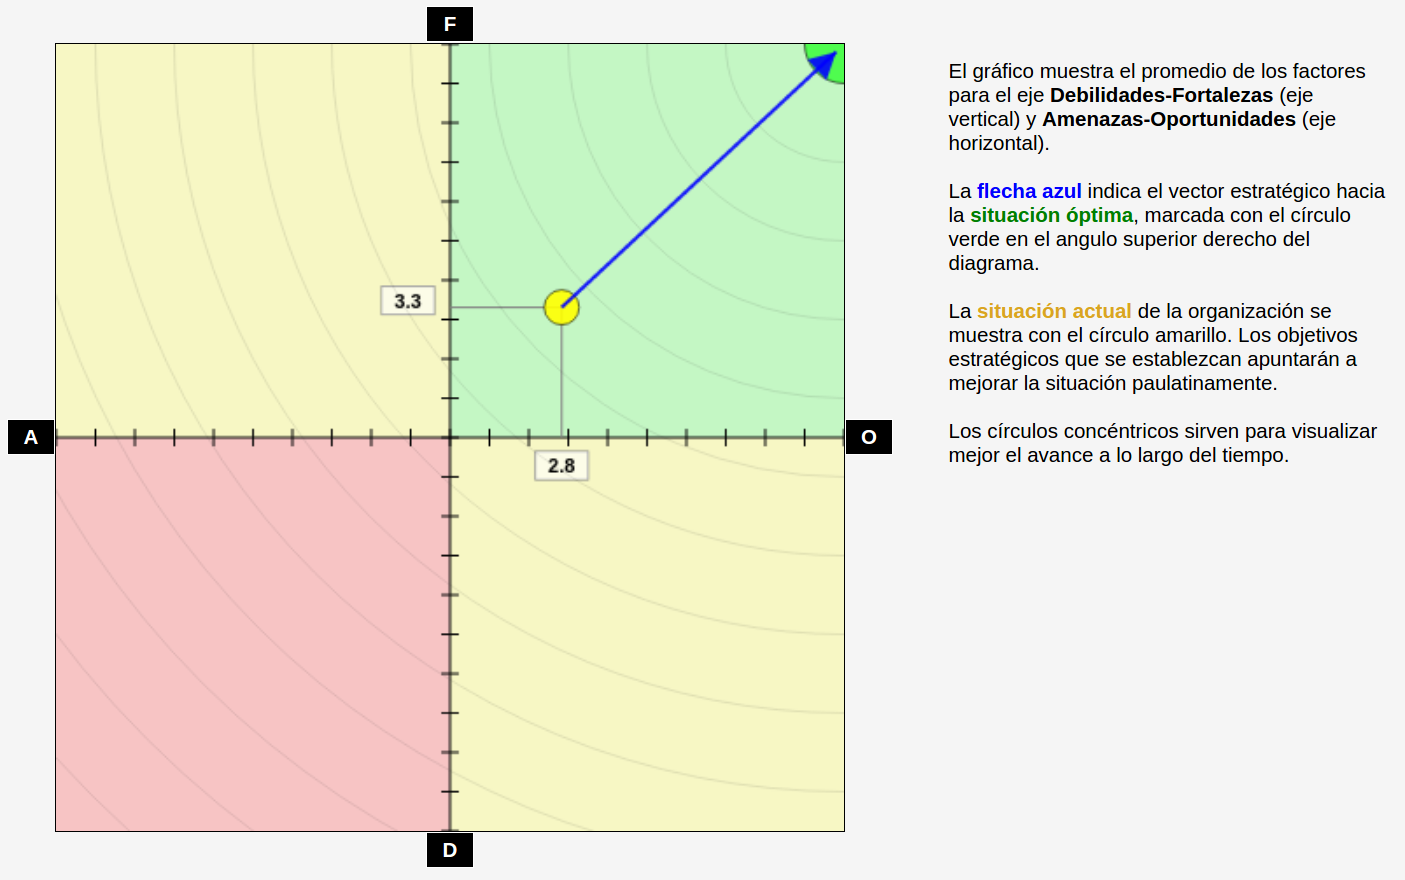 F
3.3
A
O
2.8
D
El gráfico muestra el promedio de los factores
para el eje Debilidades-Fortalezas (eje
vertical) y Amenazas-Oportunidades (eje
horizontal).
La flecha azul indica el vector estratégico hacia
la situación óptima, marcada con el círculo
verde en el angulo superior derecho del
diagrama.
La situación actual de la organización se
muestra con el círculo amarillo. Los objetivos
estratégicos que se establezcan apuntarán a
mejorar la situación paulatinamente.
Los círculos concéntricos sirven para visualizar
mejor el avance a lo largo del tiempo.